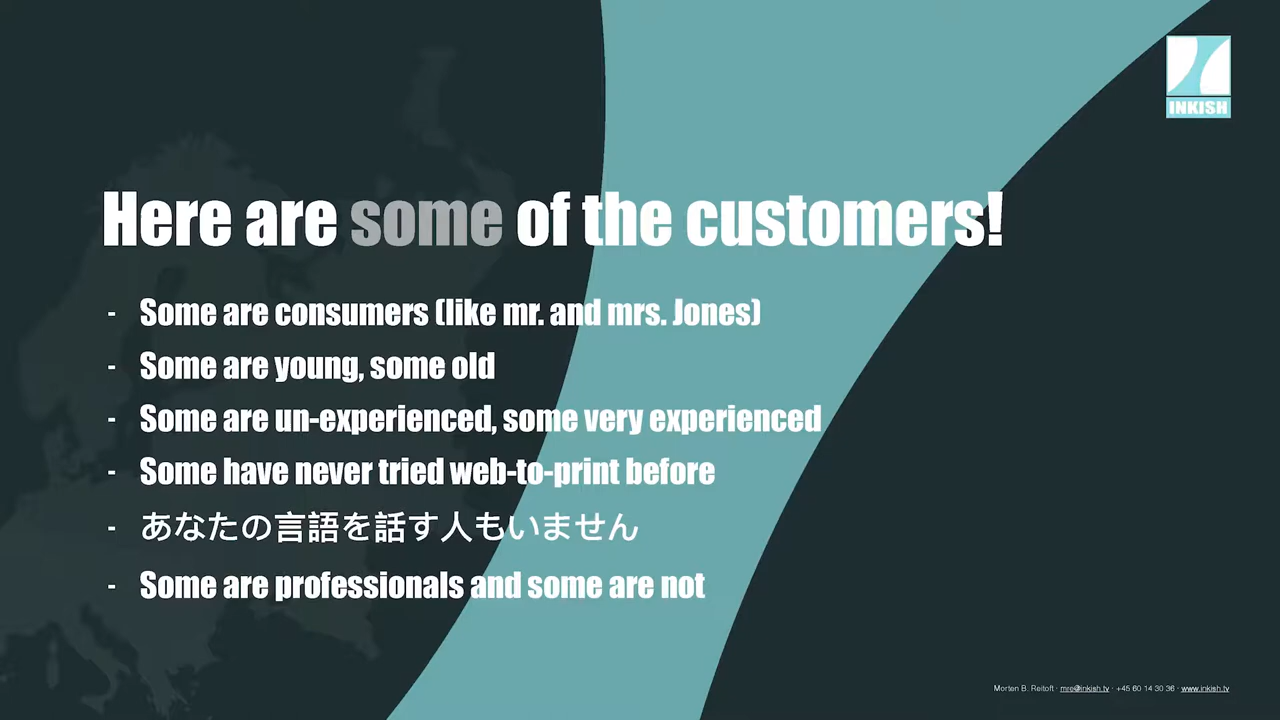 INKISH
Here are some of the customers!
- Some are consumers (like mr. and mrs. Jones)
- Some are young, some old
- Some are un-experienced, some very experienced
- Some have never tried web-to-print before
- あなたの言語を話す人もいません
- Some are professionals and some are not
Morten B. Reitoft · mre@inkish.tv · +45 60 14 30 36 · www.inkish.tv